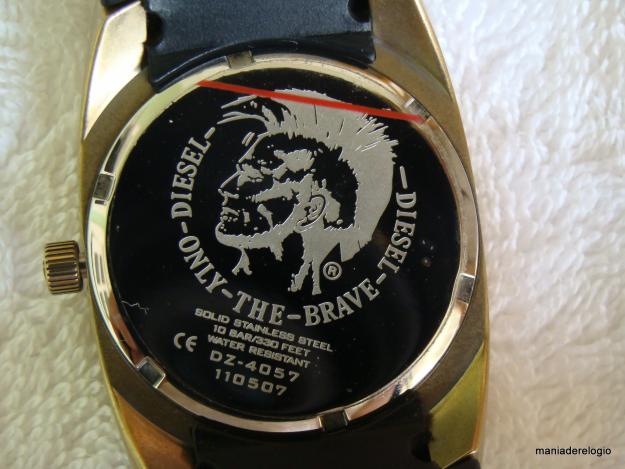 DIESEL-ONLY-THE-BRAVE-DIESEL
®
SOLID STAINLESS STEEL
10 BAR/330 FEET
WATER RESISTANT
CE DZ-4057
110507
maniaderelogio